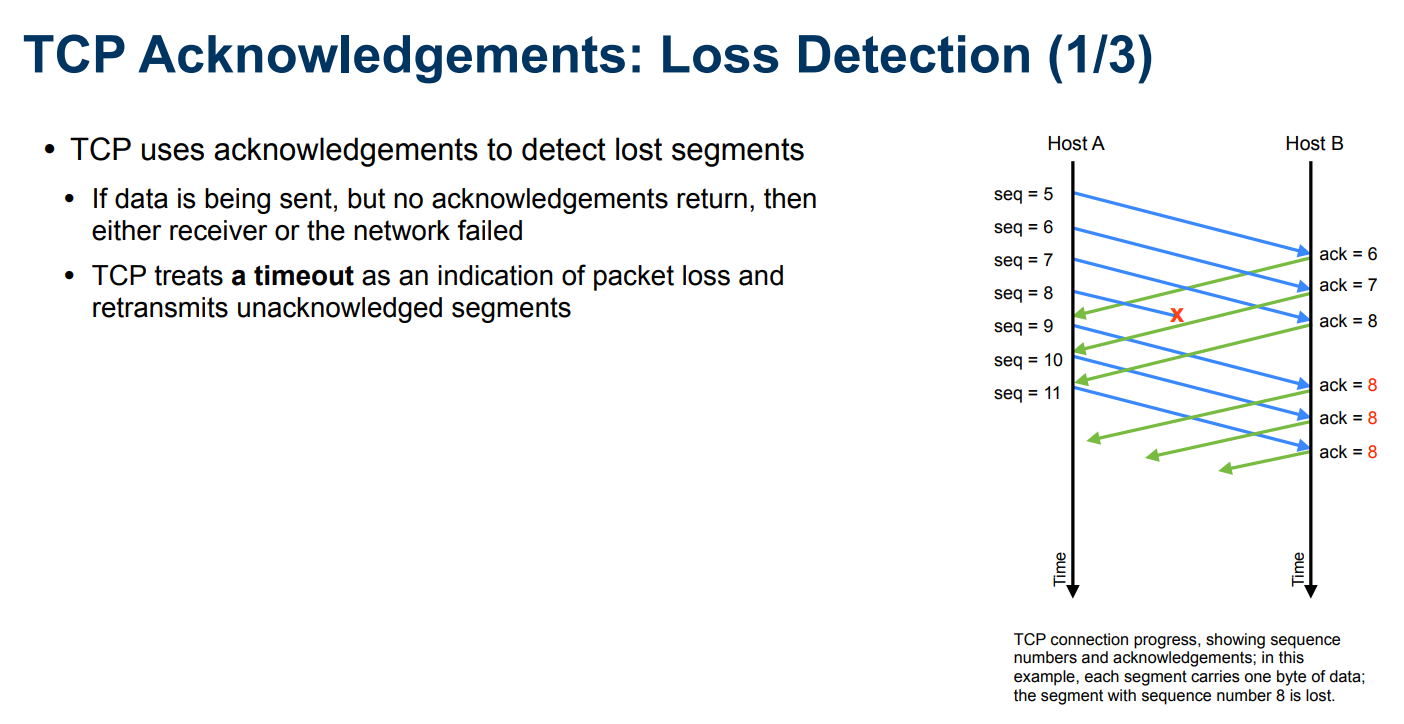 TCP Acknowledgements: Loss Detection (1/3)
• TCP uses acknowledgements to detect lost segments
• If data is being sent, but no acknowledgements return, then
either receiver or the network failed
• TCP treats a timeout as an indication of packet loss and
retransmits unacknowledged segments
Host A
Host B
seq = 5
seq = 6
seq = 7
seq = 8
seq = 9
seq = 10
seq = 11
X
ack = 6
ack = 7
ack = 8
ack = 8
ack = 8
ack = 8
Time
Time
TCP connection progress, showing sequence
numbers and acknowledgements; in this
example, each segment carries one byte of data;
the segment with sequence number 8 is lost.